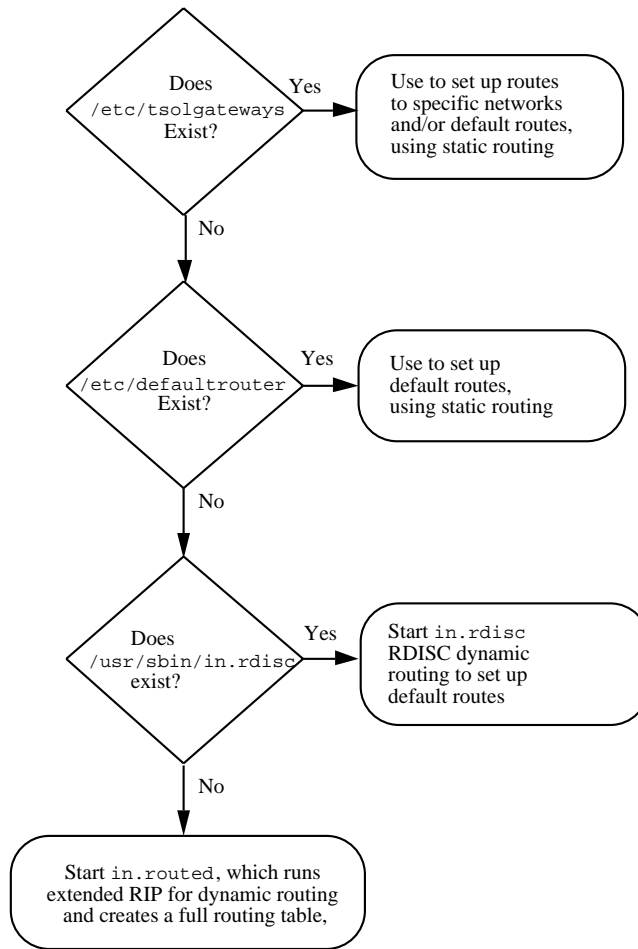 Does
/etc/tsolgateways
Exist?
Yes
Use to set up routes
to specific networks
and/or default routes,
using static routing
No
Does
/etc/defaultrouter
Exist?
Yes
Use to set up
default routes,
using static routing
No
Does
/usr/sbin/in.rdisc
exist?
Yes
Start in.rdisc
RDISC dynamic
routing to set up
default routes
No
Start in.routed, which runs
extended RIP for dynamic routing
and creates a full routing table,